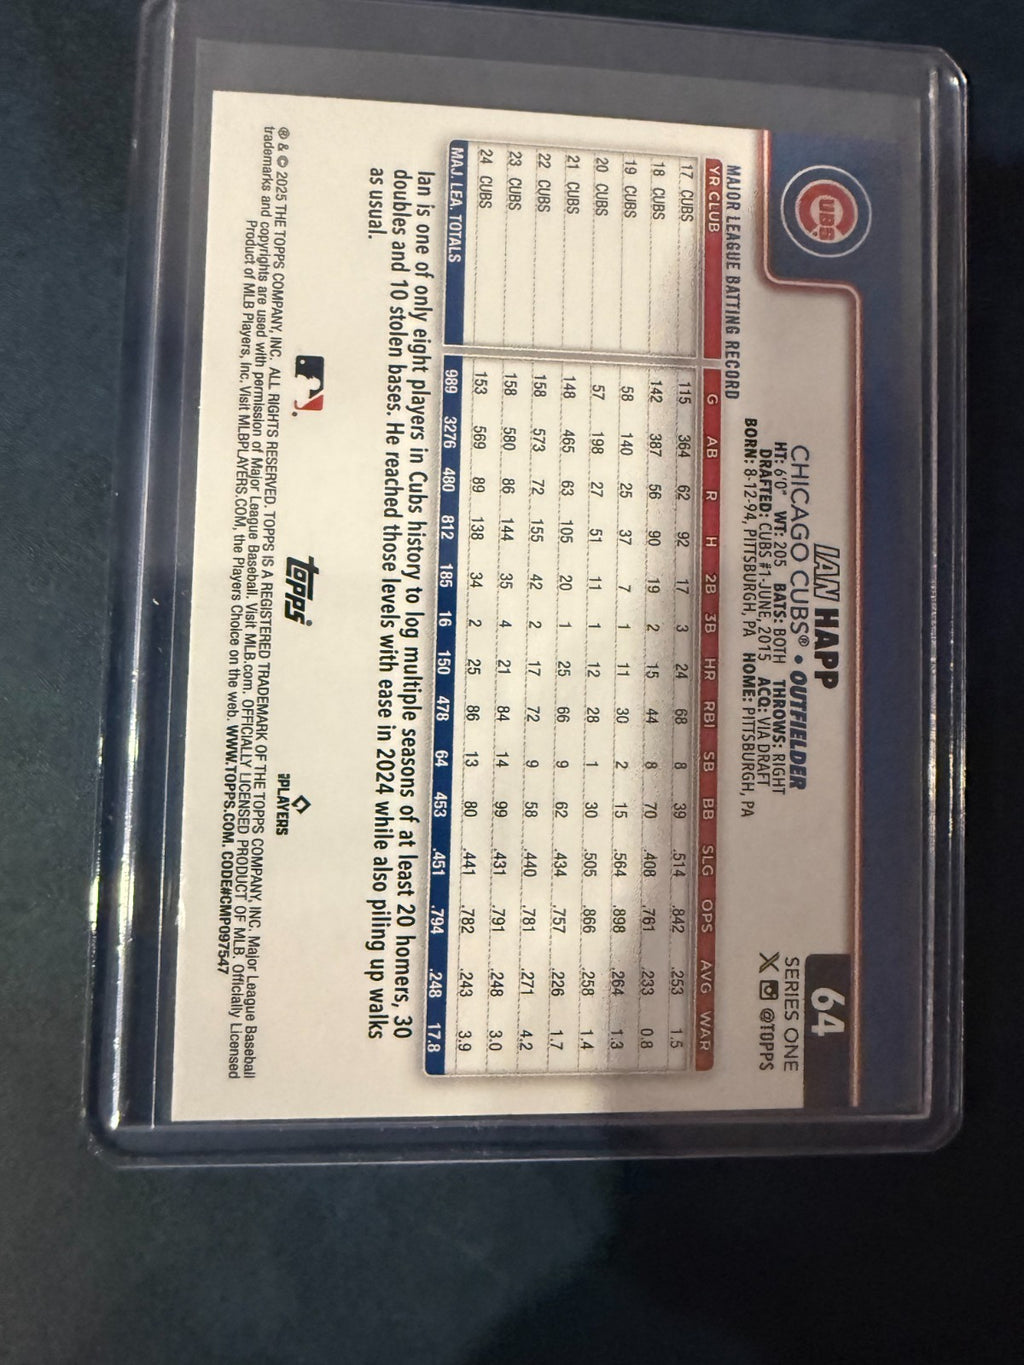 CUBS
64
IAN HAPP
CHICAGO CUBS® • OUTFIELDER
SERIES ONE
HT: 6'0" WT: 205 BATS: BOTH THROWS: RIGHT
@TOPPS
DRAFTED: CUBS #1-JUNE, 2015 ACQ: VIA DRAFT
BORN: 8-12-94, PITTSBURGH, PA HOME: PITTSBURGH, PA
MAJOR LEAGUE BATTING RECORD
YR CLUB G AB R H 2B 3B HR RBI SB BB SLG OPS AVG WAR
17 CUBS 115 364 62 92 17 3 24 68 8 39 .514 .842 .253 1.5
18 CUBS 142 387 56 90 19 2 15 44 8 70 .408 .761 .233 0.8
19 CUBS 58 140 25 37 7 1 11 30 2 15 .564 .898 .264 1.3
20 CUBS 57 198 27 51 11 1 12 28 1 30 .505 .866 .258 1.4
21 CUBS 148 465 63 105 20 1 25 66 9 62 .434 .757 .226 1.7
22 CUBS 158 573 72 155 42 2 17 72 9 58 .440 .781 .271 4.2
23 CUBS 158 580 86 144 35 4 21 84 14 99 .431 .791 .248 3.0
24 CUBS 153 569 89 138 34 2 25 86 13 80 .441 .782 .243 3.9
MAJ. LEA. TOTALS 989 3276 480 812 185 16 150 478 64 453 .451 .794 .248 17.8
Ian is one of only eight players in Cubs history to log multiple seasons of at least 20 homers, 30
doubles and 10 stolen bases. He reached those levels with ease in 2024 while also piling up walks
as usual.
topps®
PLAYERS
® & © 2025 THE TOPPS COMPANY, INC. ALL RIGHTS RESERVED. TOPPS IS A REGISTERED TRADEMARK OF THE TOPPS COMPANY, INC. Major League Baseball
trademarks and copyrights are used with permission of Major League Baseball. Visit MLB.com. OFFICIALLY LICENSED PRODUCT OF MLB. Officially Licensed
Product of MLB Players, Inc. Visit MLBPLAYERS.COM, the Players Choice on the web. WWW.TOPPS.COM. CODE#CMP097547